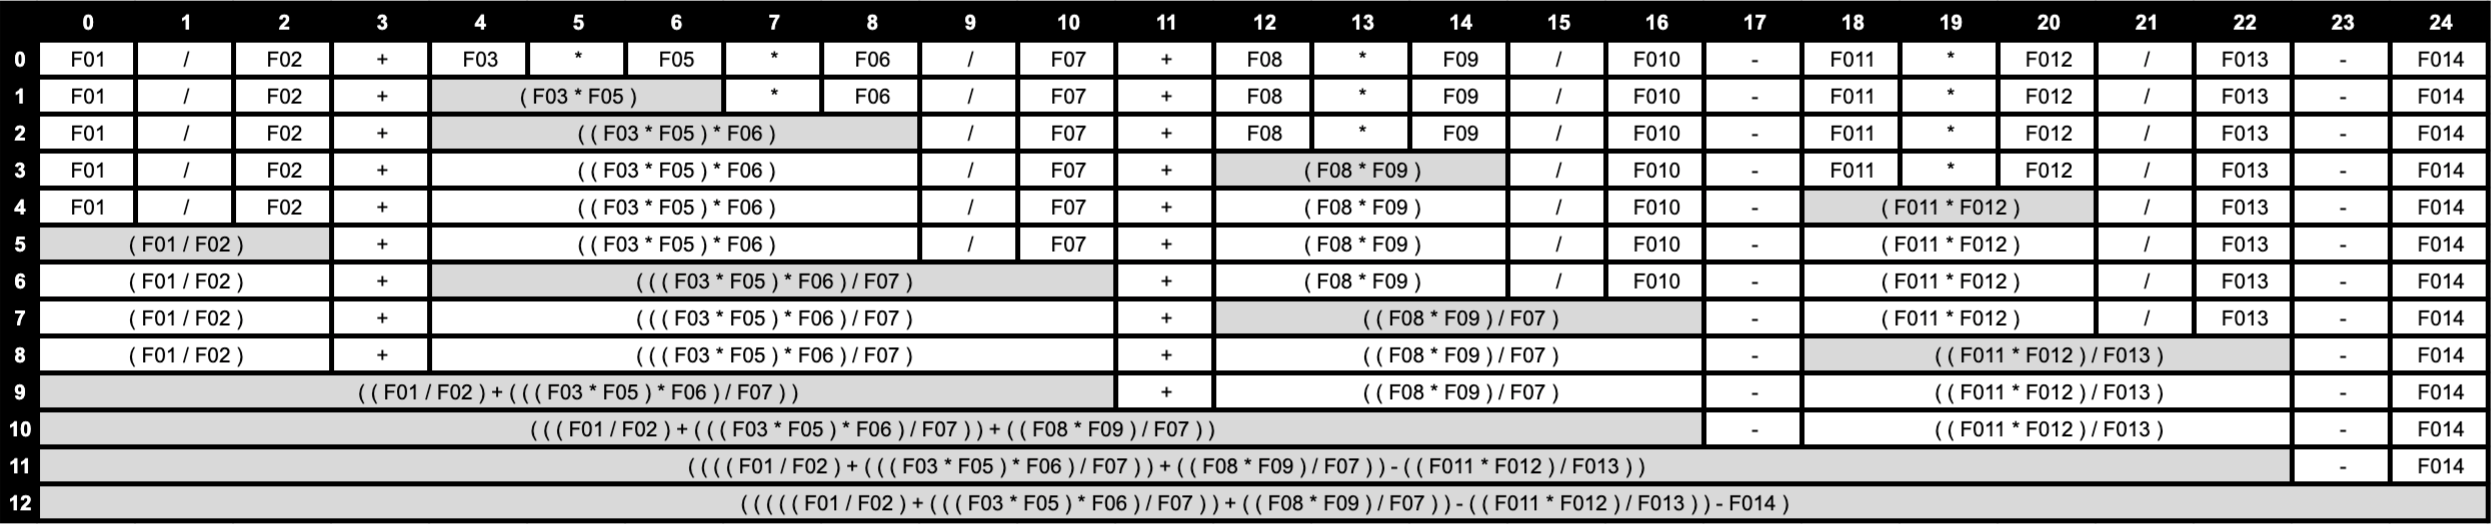 0 1 2 3 4 5 6 7 8 9 10 11 12 13 14 15 16 17 18 19 20 21 22 23 24
0 F01 / F02 + F03 * F05 * F06 / F07 + F08 * F09 / F010 - F011 * F012 / F013 - F014
1 F01 / F02 + ( F03 * F05 ) * F06 / F07 + F08 * F09 / F010 - F011 * F012 / F013 - F014
2 F01 / F02 + ( ( F03 * F05 ) * F06 ) / F07 + F08 * F09 / F010 - F011 * F012 / F013 - F014
3 F01 / F02 + ( ( F03 * F05 ) * F06 ) / F07 + ( F08 * F09 ) / F010 - F011 * F012 / F013 - F014
4 F01 / F02 + ( ( F03 * F05 ) * F06 ) / F07 + ( F08 * F09 ) / F010 - ( F011 * F012 ) / F013 - F014
5 ( F01 / F02 ) + ( ( F03 * F05 ) * F06 ) / F07 + ( F08 * F09 ) / F010 - ( F011 * F012 ) / F013 - F014
6 ( F01 / F02 ) + ( ( ( F03 * F05 ) * F06 ) / F07 ) + ( F08 * F09 ) / F010 - ( F011 * F012 ) / F013 - F014
7 ( F01 / F02 ) + ( ( ( F03 * F05 ) * F06 ) / F07 ) + ( ( F08 * F09 ) / F07 ) - ( F011 * F012 ) / F013 - F014
8 ( F01 / F02 ) + ( ( ( F03 * F05 ) * F06 ) / F07 ) + ( ( F08 * F09 ) / F07 ) - ( ( F011 * F012 ) / F013 ) - F014
9 ( ( F01 / F02 ) + ( ( ( F03 * F05 ) * F06 ) / F07 ) ) + ( ( F08 * F09 ) / F07 ) - ( ( F011 * F012 ) / F013 ) - F014
10 ( ( ( F01 / F02 ) + ( ( ( F03 * F05 ) * F06 ) / F07 ) ) + ( ( F08 * F09 ) / F07 ) ) - ( ( F011 * F012 ) / F013 ) - F014
11 ( ( ( ( F01 / F02 ) + ( ( ( F03 * F05 ) * F06 ) / F07 ) ) + ( ( F08 * F09 ) / F07 ) ) - ( ( F011 * F012 ) / F013 ) ) - F014
12 ( ( ( ( ( F01 / F02 ) + ( ( ( F03 * F05 ) * F06 ) / F07 ) ) + ( ( F08 * F09 ) / F07 ) ) - ( ( F011 * F012 ) / F013 ) ) - F014 )